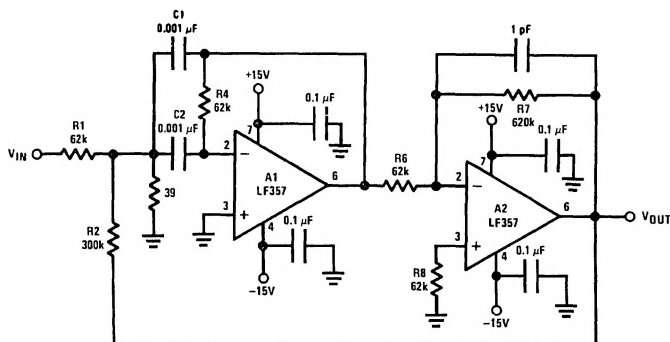 C1
0.001 μF
1 pF
+15V
R4
62k
0.1 μF
R7
620k
+15V
C2
0.001 μF
0.1 μF
R1
62k
VIN
7
2
−
A1
LF357
6
R6
62k
7
2
−
A2
LF357
6
VOUT
39
3
+
4
0.1 μF
3
+
4
0.1 μF
R2
300k
R8
62k
−15V
−15V